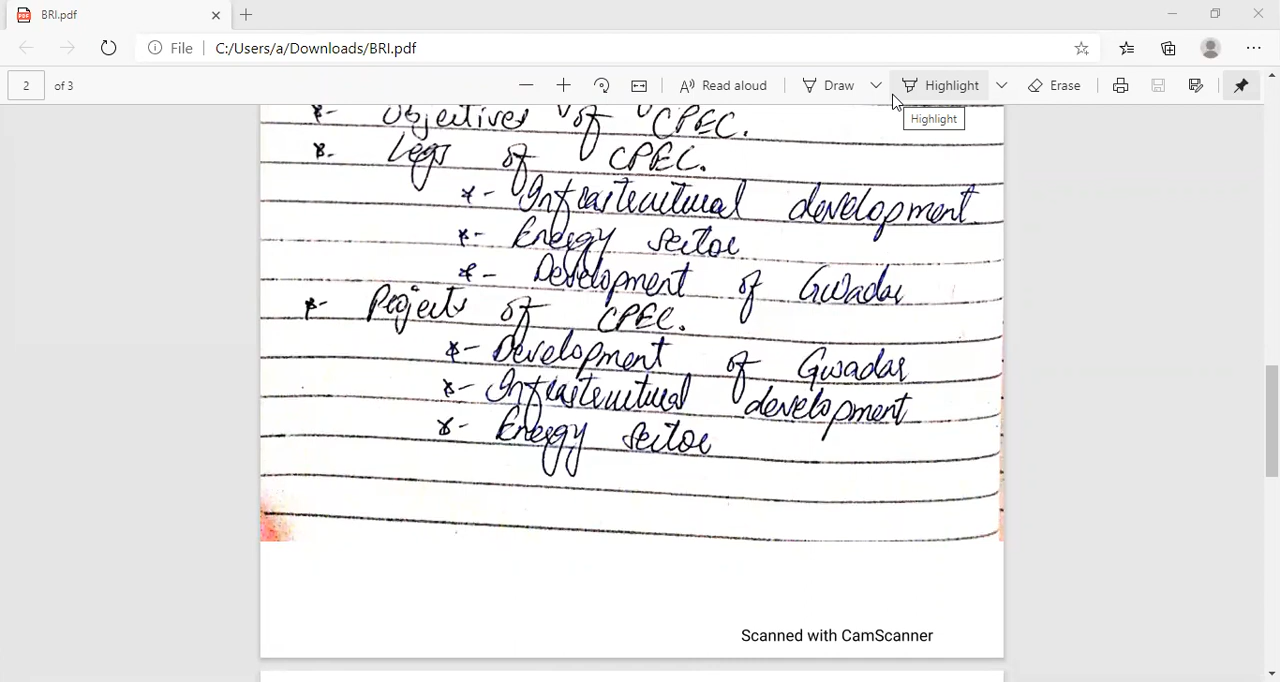 BRI.pdf
File C:/Users/a/Downloads/BRI.pdf
2 of 3 Read aloud Draw Highlight Erase
Highlight
*- Objectives of CPEC.
*- Legs of CPEC.
*- Infrastructural development
*- Energy sector
*- Development of Gwadar
*- Projects of CPEC.
*- Development of Gwadar
*- Infrastructural development
*- Energy sector
Scanned with CamScanner